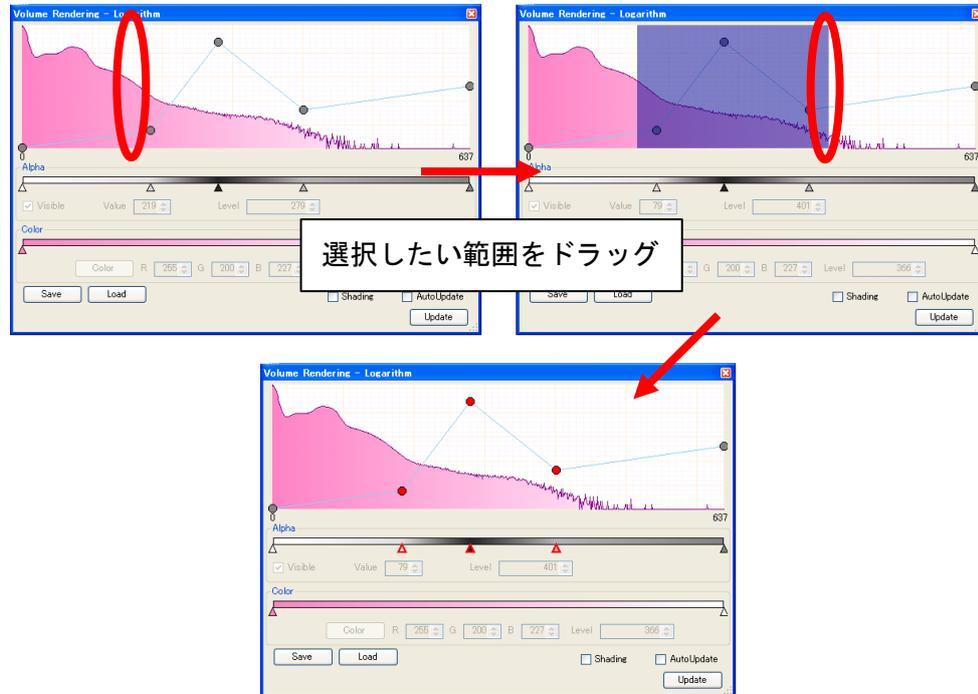 Volume Rendering - Logarithm
0 637
Alpha
Visible Value 219 Level 279
Color
Color R 255 G 200 B 227
Save Load Shading AutoUpdate
Update
Volume Rendering - Logarithm
0 637
Alpha
Visible Value 79 Level 401
G 200 B 227 Level 366
Save Load Shading AutoUpdate
Update
選択したい範囲をドラッグ
Volume Rendering - Logarithm
0 637
Alpha
Visible Value 79 Level 401
Color
Color R 255 G 200 B 227 Level 366
Save Load Shading AutoUpdate
Update